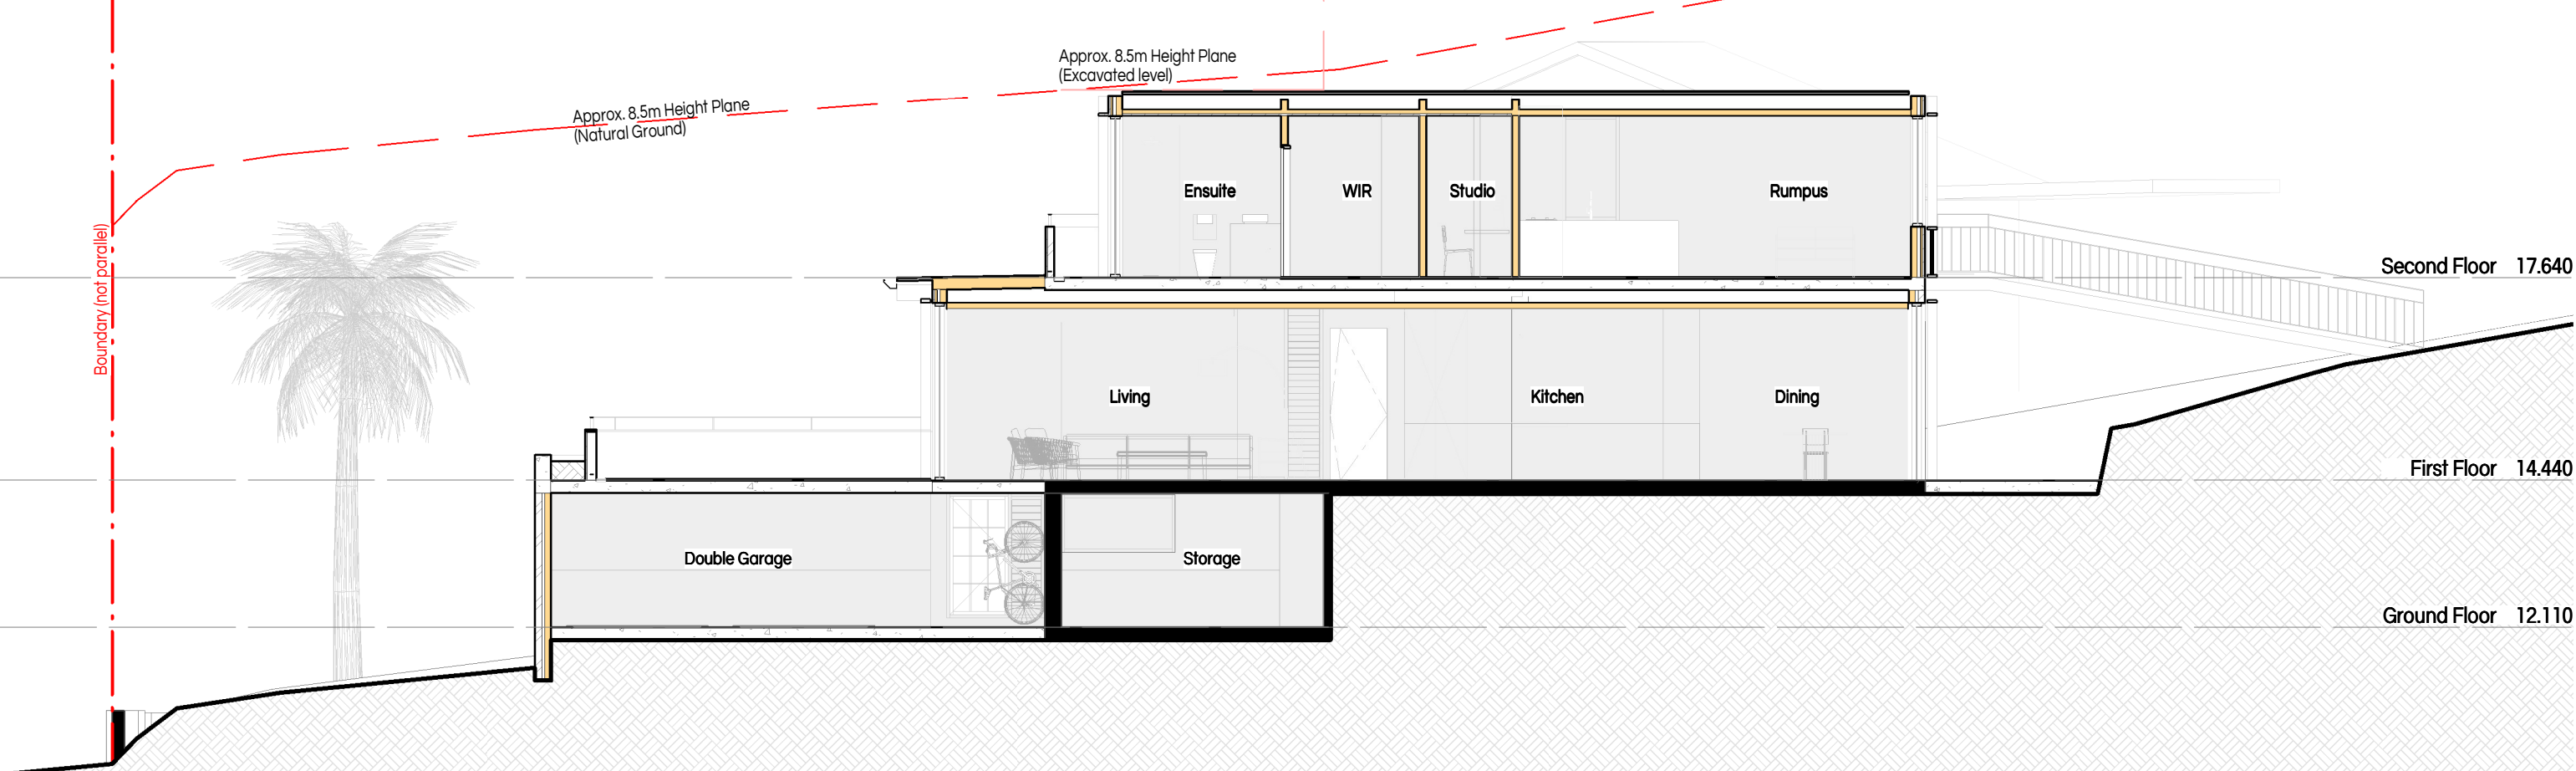 Approx. 8.5m Height Plane
(Excavated level)
Approx. 8.5m Height Plane
(Natural Ground)
Boundary (not parallel)
Ensuite
WIR
Studio
Rumpus
Second Floor 17.640
Living
Kitchen
Dining
First Floor 14.440
Double Garage
Storage
Ground Floor 12.110